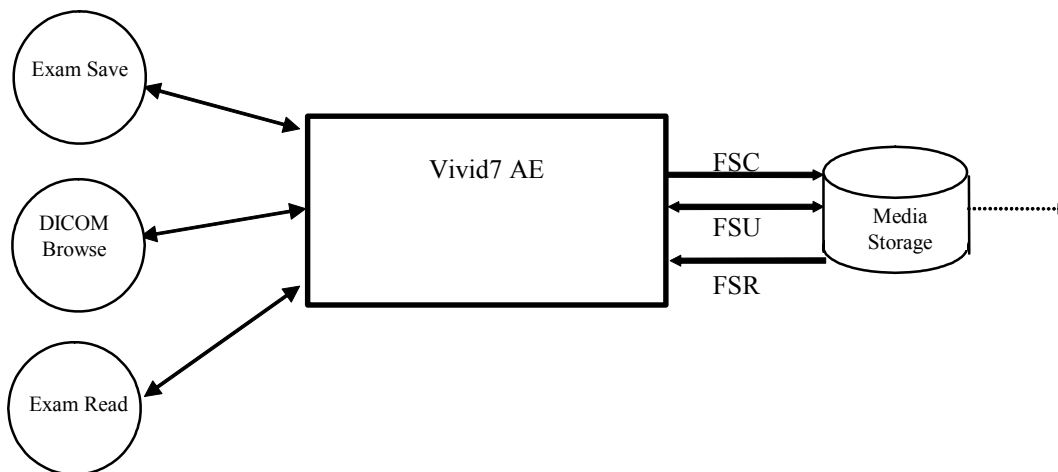 Exam Save
DICOM
Browse
Exam Read
Vivid7 AE
FSC
FSU
FSR
Media
Storage